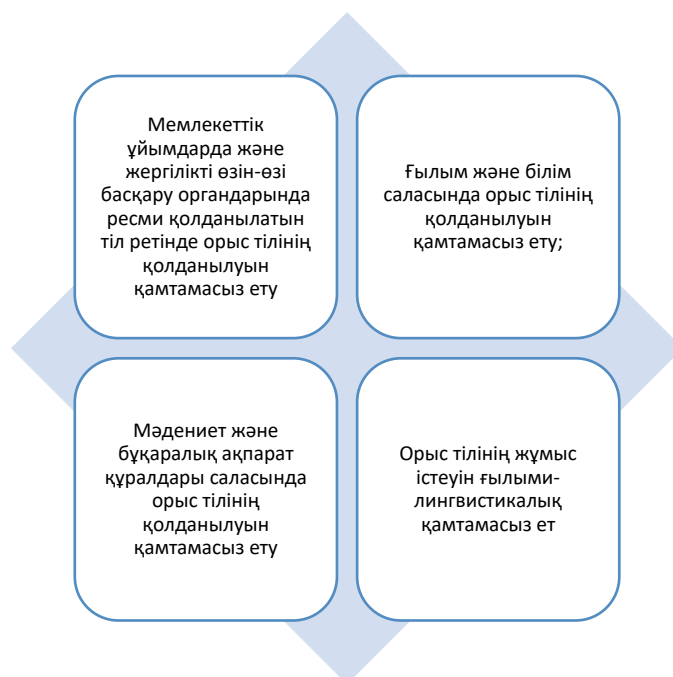 Мемлекеттік
ұйымдарда және
жергілікті өзін-өзі
басқару органдарында
ресми қолданылатын
тіл ретінде орыс тілінің
қолданылуын
қамтамасыз ету
Ғылым және білім
саласында орыс тілінің
қолданылуын
қамтамасыз ету;
Мәдениет және
бұқаралық ақпарат
құралдары саласында
орыс тілінің
қолданылуын
қамтамасыз ету
Орыс тілінің жұмыс
істеуін ғылыми-
лингвистикалық
қамтамасыз ет